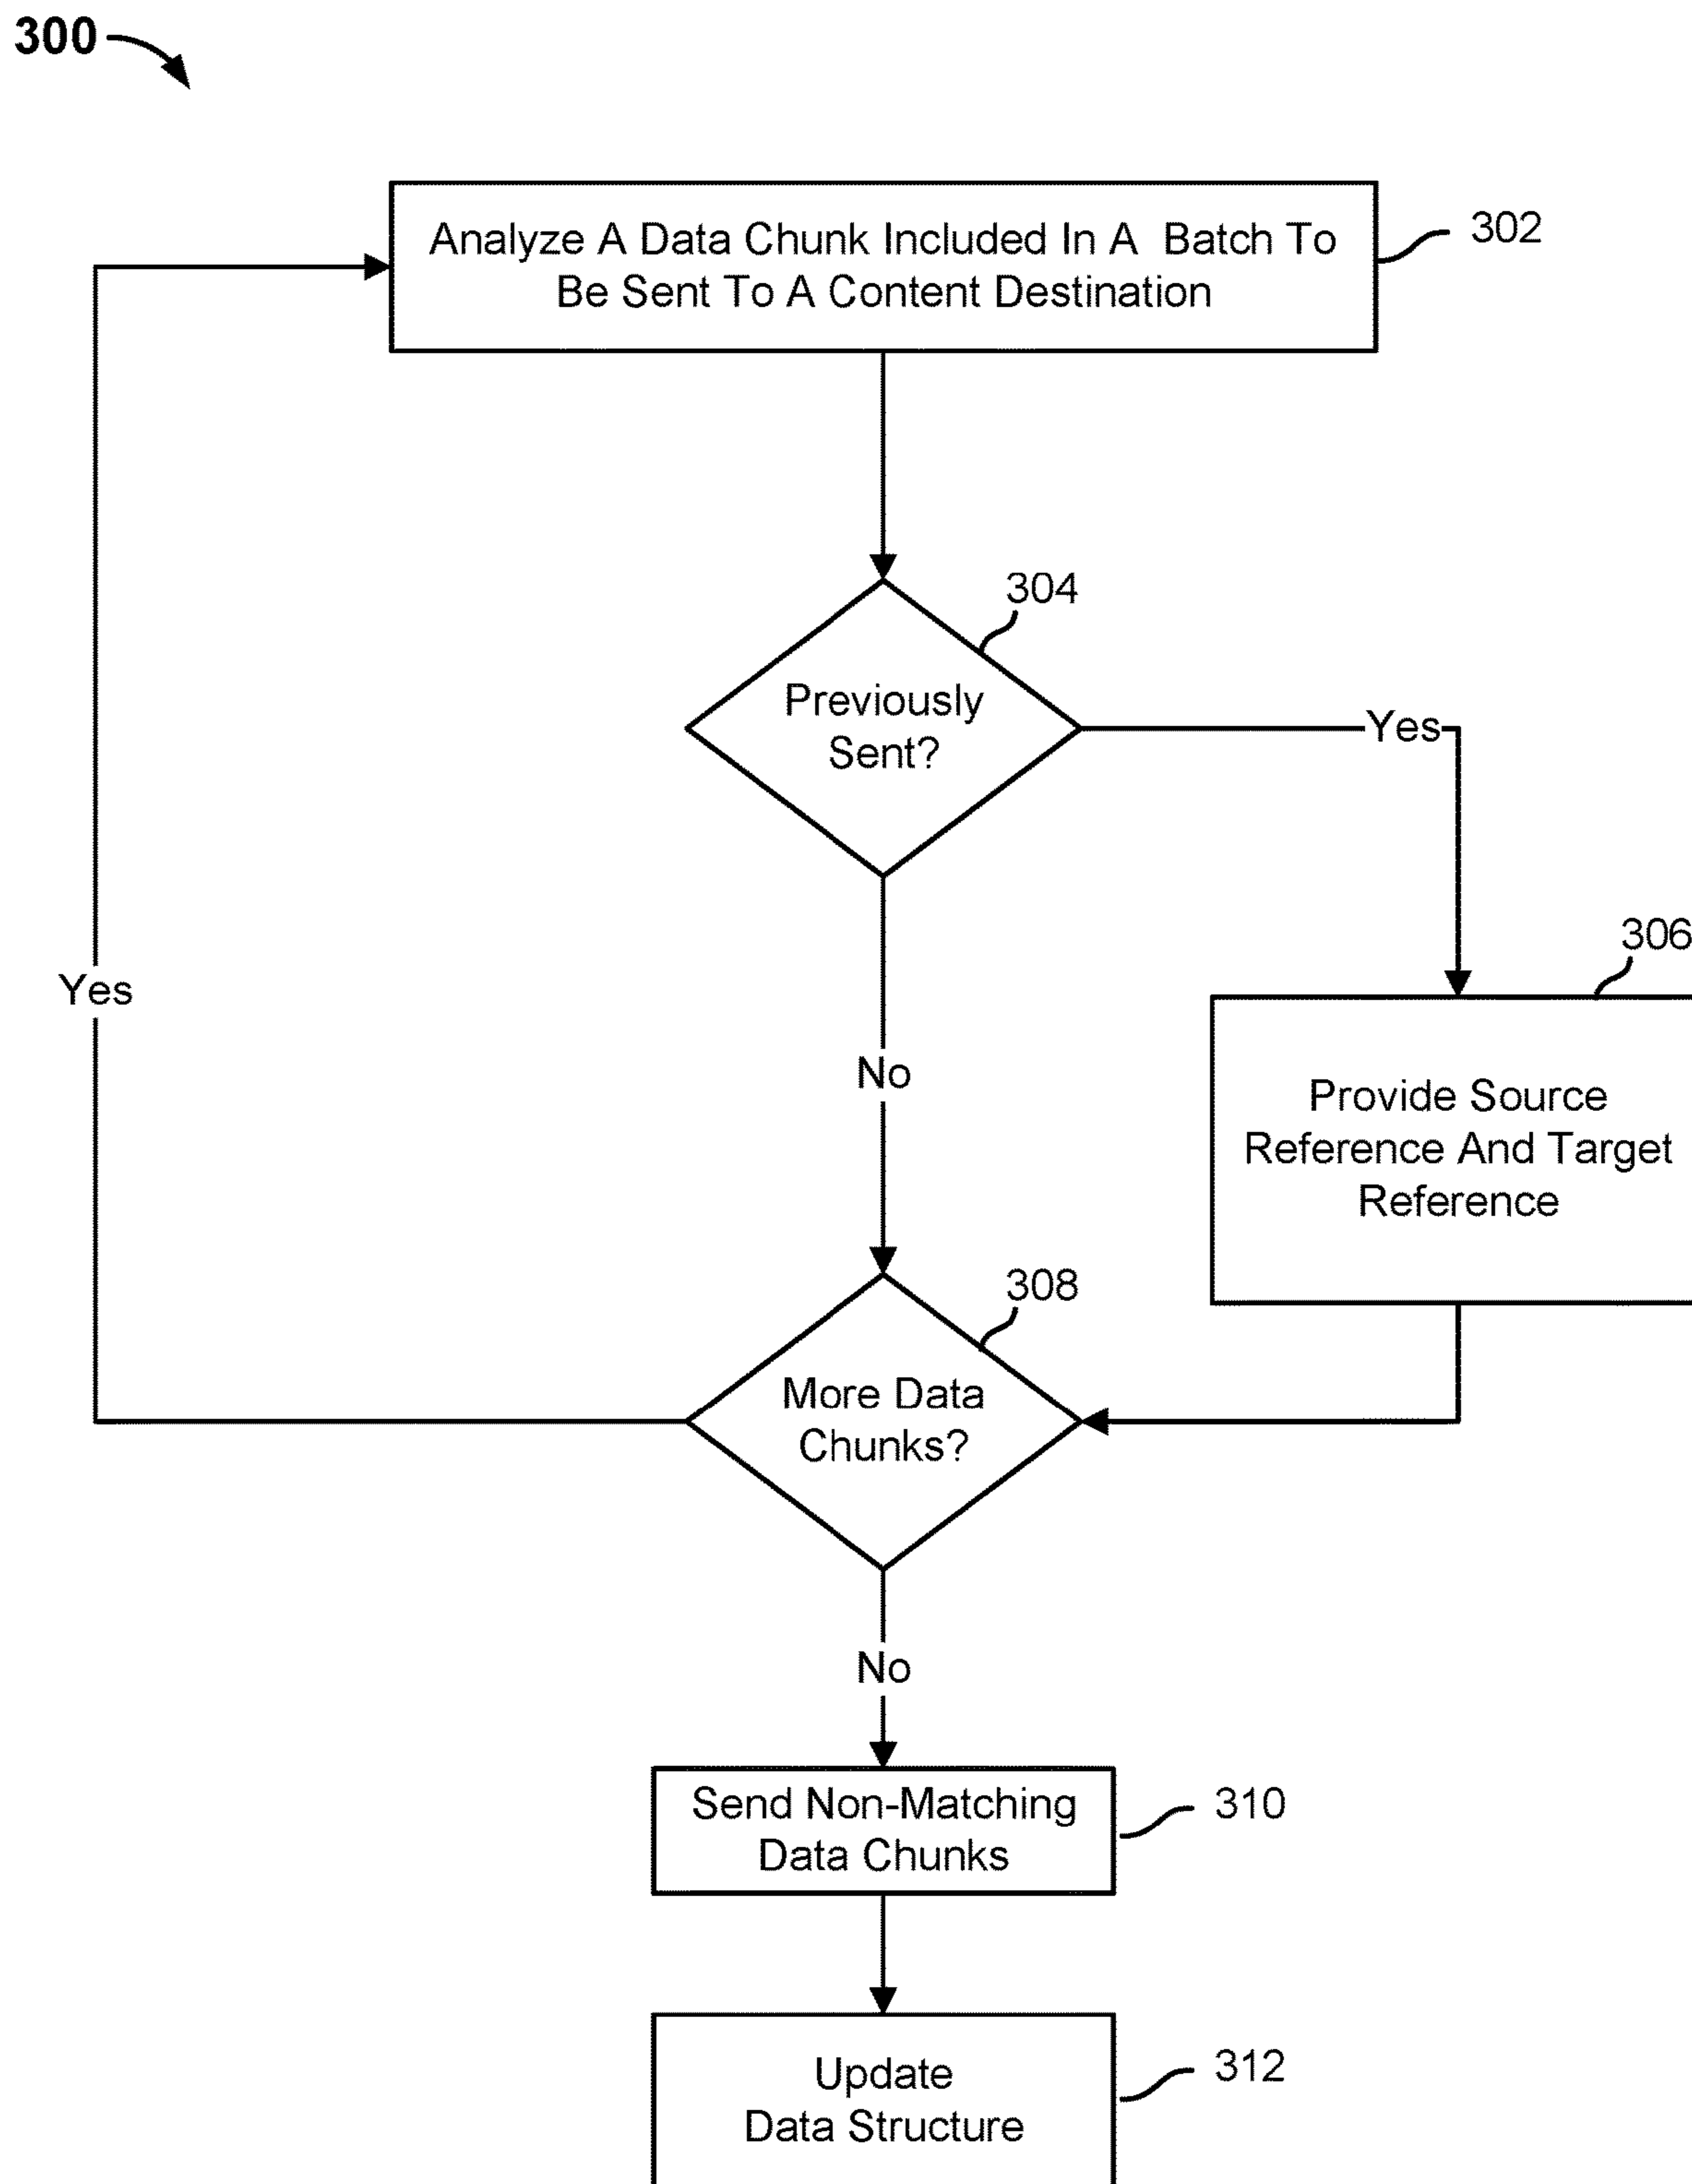 300
Analyze A Data Chunk Included In A Batch To
Be Sent To A Content Destination
302
304
Previously
Sent?
Yes
306
Yes
No
Provide Source
Reference And Target
Reference
308
More Data
Chunks?
No
Send Non-Matching
Data Chunks
310
Update
Data Structure
312